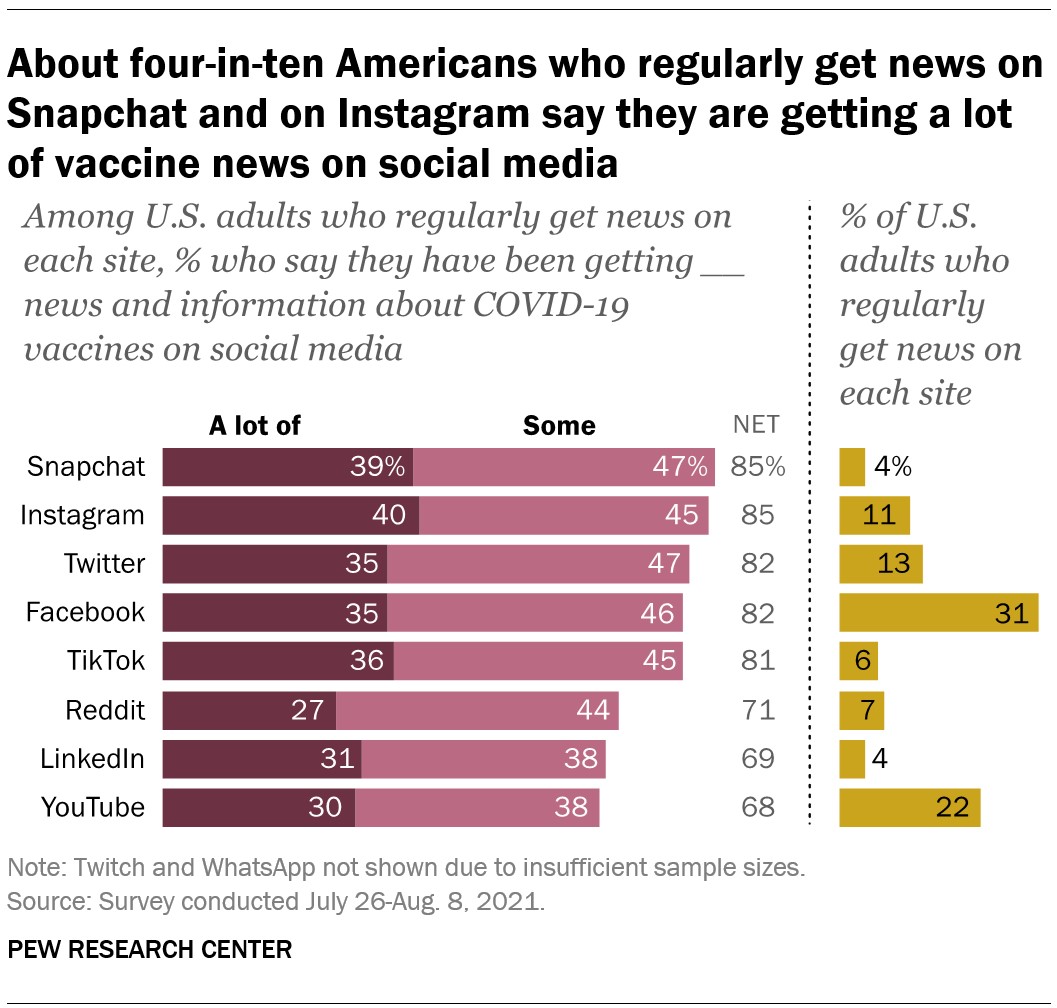 About four-in-ten Americans who regularly get news on
Snapchat and on Instagram say they are getting a lot
of vaccine news on social media
Among U.S. adults who regularly get news on
each site, % who say they have been getting __
news and information about COVID-19
vaccines on social media
% of U.S.
adults who
regularly
get news on
each site
A lot of Some NET
Snapchat 39% 47% 85% 4%
Instagram 40 45 85 11
Twitter 35 47 82 13
Facebook 35 46 82 31
TikTok 36 45 81 6
Reddit 27 44 71 7
LinkedIn 31 38 69 4
YouTube 30 38 68 22
Note: Twitch and WhatsApp not shown due to insufficient sample sizes.
Source: Survey conducted July 26-Aug. 8, 2021.
PEW RESEARCH CENTER